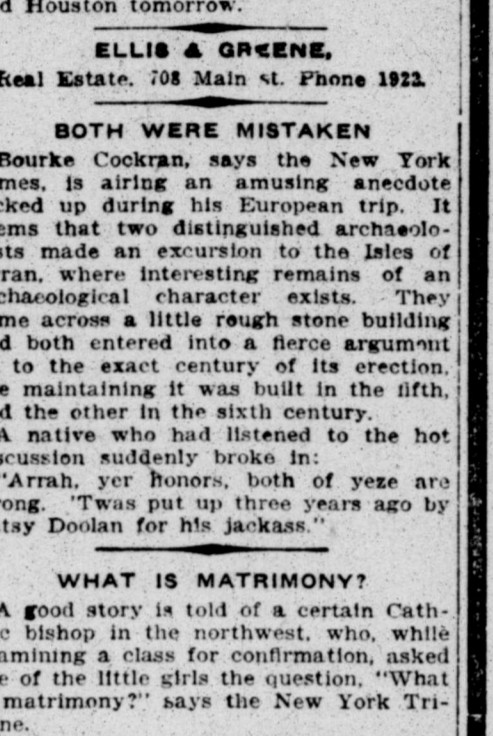 d Houston tomorrow.
ELLIS & GREENE,
Real Estate. 708 Main st. Phone 1923.
BOTH WERE MISTAKEN
Bourke Cockran, says the New York
mes, is airing an amusing anecdote
cked up during his European trip. It
ems that two distinguished archaeolo-
sts made an excursion to the Isles of
ran, where interesting remains of an
chaeological character exists. They
me across a little rough stone building
d both entered into a fierce argument
to the exact century of its erection,
e maintaining it was built in the fifth,
d the other in the sixth century.
A native who had listened to the hot
scussion suddenly broke in:
"Arrah, yer honors, both of yeze are
rong. 'Twas put up three years ago by
tsy Doolan for his jackass."
WHAT IS MATRIMONY?
A good story is told of a certain Cath-
c bishop in the northwest, who, while
amining a class for confirmation, asked
e of the little girls the question, "What
matrimony?" says the New York Tri-
ne.